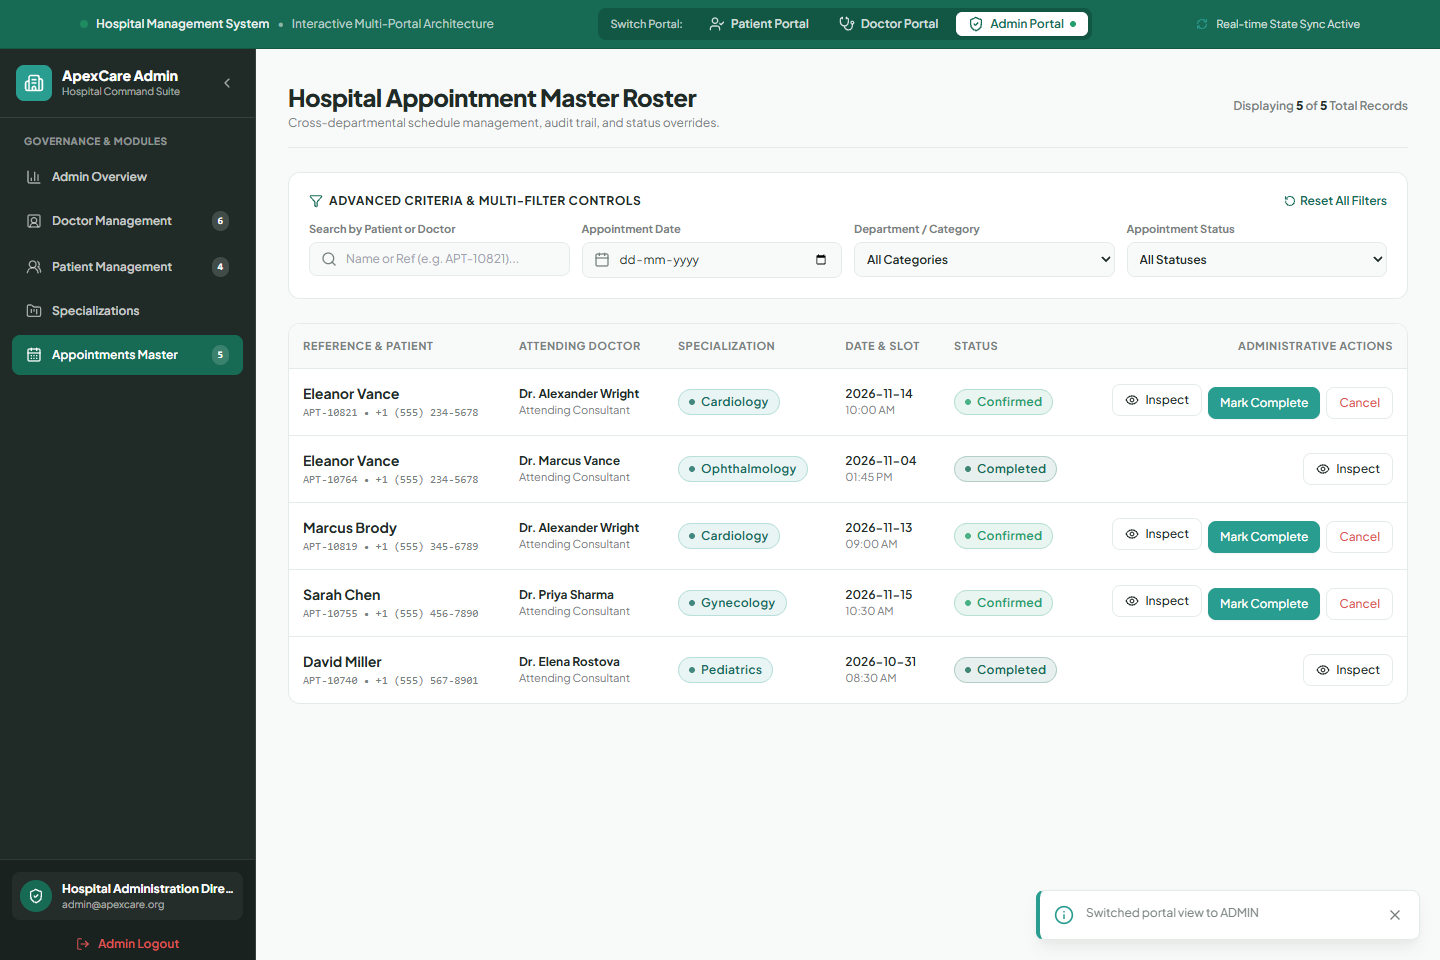 Hospital Management System • Interactive Multi-Portal Architecture
Switch Portal: Patient Portal Doctor Portal Admin Portal
Real-time State Sync Active
ApexCare Admin
Hospital Command Suite
GOVERNANCE & MODULES
Admin Overview
Doctor Management 6
Patient Management 4
Specializations
Appointments Master 5
Hospital Administration Dire...
admin@apexcare.org
Admin Logout
Hospital Appointment Master Roster
Cross-departmental schedule management, audit trail, and status overrides.
Displaying 5 of 5 Total Records
ADVANCED CRITERIA & MULTI-FILTER CONTROLS
Reset All Filters
Search by Patient or Doctor Appointment Date Department / Category Appointment Status
Name or Ref (e.g. APT-10821)... dd-mm-yyyy All Categories All Statuses
REFERENCE & PATIENT ATTENDING DOCTOR SPECIALIZATION DATE & SLOT STATUS ADMINISTRATIVE ACTIONS
Eleanor Vance Dr. Alexander Wright Cardiology 2026-11-14 Confirmed Inspect Mark Complete Cancel
APT-10821 • +1 (555) 234-5678 Attending Consultant 10:00 AM
Eleanor Vance Dr. Marcus Vance Ophthalmology 2026-11-04 Completed Inspect
APT-10764 • +1 (555) 234-5678 Attending Consultant 01:45 PM
Marcus Brody Dr. Alexander Wright Cardiology 2026-11-13 Confirmed Inspect Mark Complete Cancel
APT-10819 • +1 (555) 345-6789 Attending Consultant 09:00 AM
Sarah Chen Dr. Priya Sharma Gynecology 2026-11-15 Confirmed Inspect Mark Complete Cancel
APT-10755 • +1 (555) 456-7890 Attending Consultant 10:30 AM
David Miller Dr. Elena Rostova Pediatrics 2026-10-31 Completed Inspect
APT-10740 • +1 (555) 567-8901 Attending Consultant 08:30 AM
Switched portal view to ADMIN